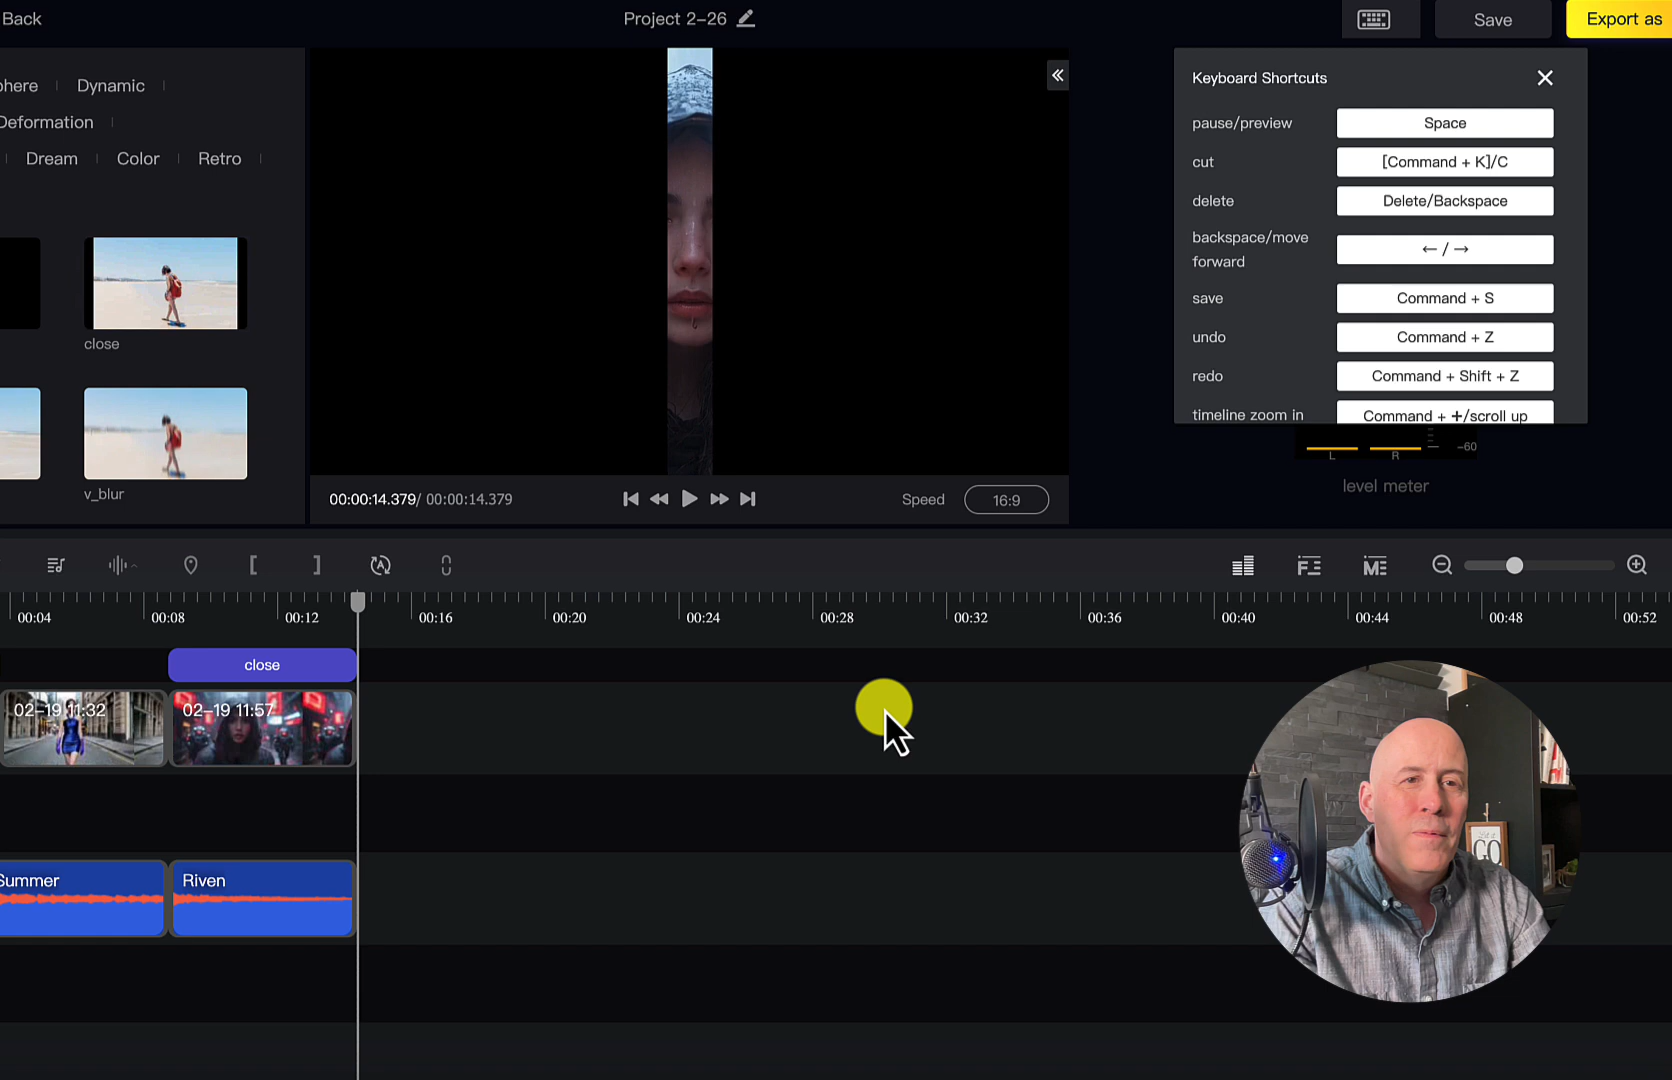 Back
Project 2-26
Save
Export as
phere
Dynamic
Deformation
Dream
Color
Retro
close
v_blur
00:00:14.379/ 00:00:14.379
Speed
16:9
Keyboard Shortcuts
pause/preview
Space
cut
[Command + K]/C
delete
Delete/Backspace
backspace/move
forward
← / →
save
Command + S
undo
Command + Z
redo
Command + Shift + Z
timeline zoom in
Command + +/scroll up
-60
L
R
level meter
00:04
00:08
00:12
00:16
00:20
00:24
00:28
00:32
00:36
00:40
00:44
00:48
00:52
close
02-19 11:32
02-19 11:57
Summer
Riven
GO